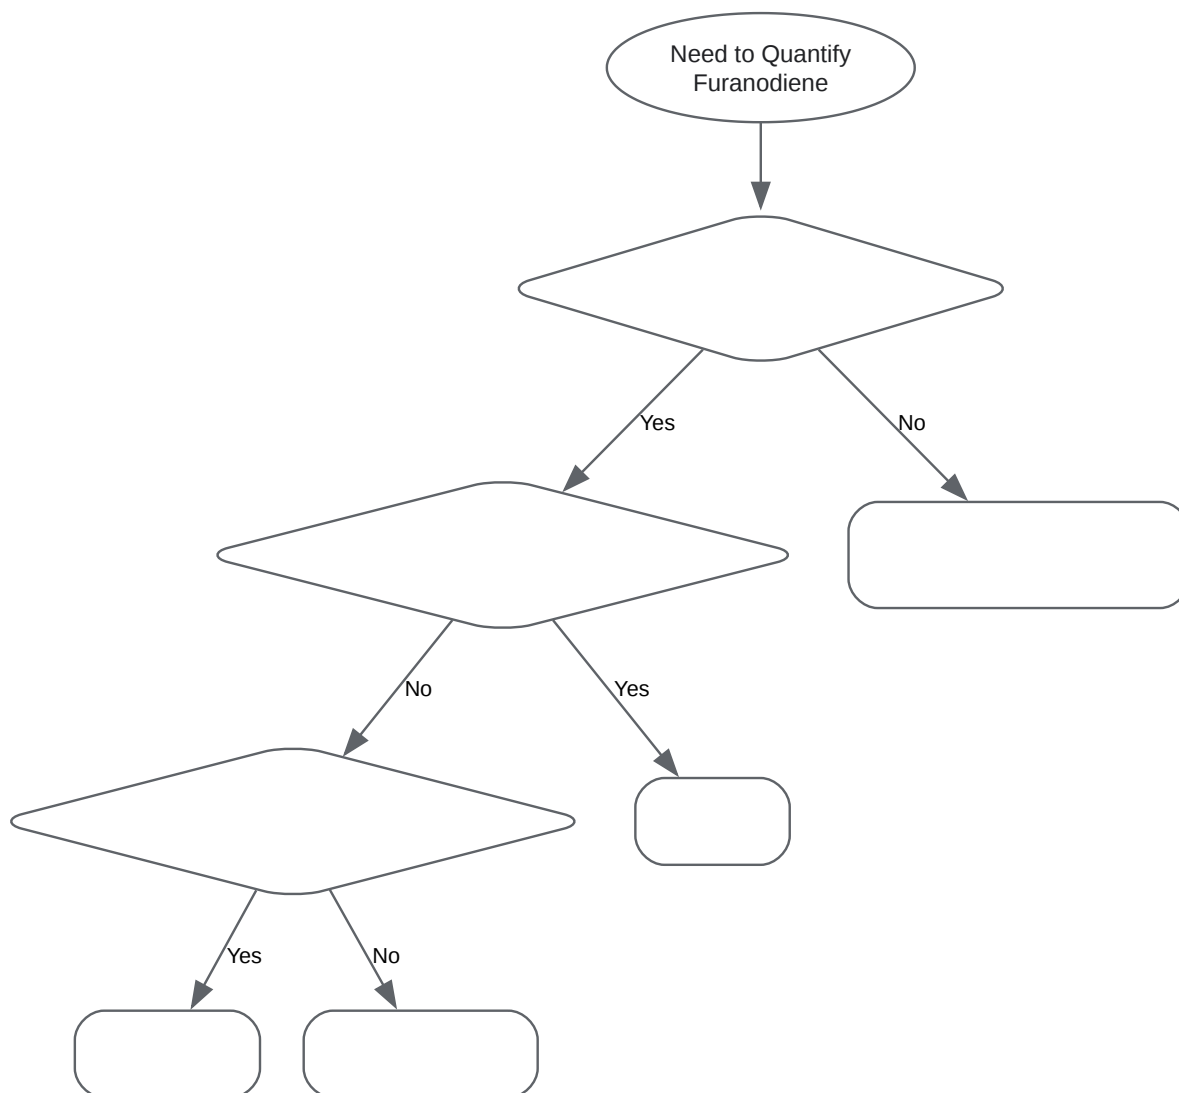 Need to Quantify
Furanodiene
Yes
No
No
Yes
Yes
No